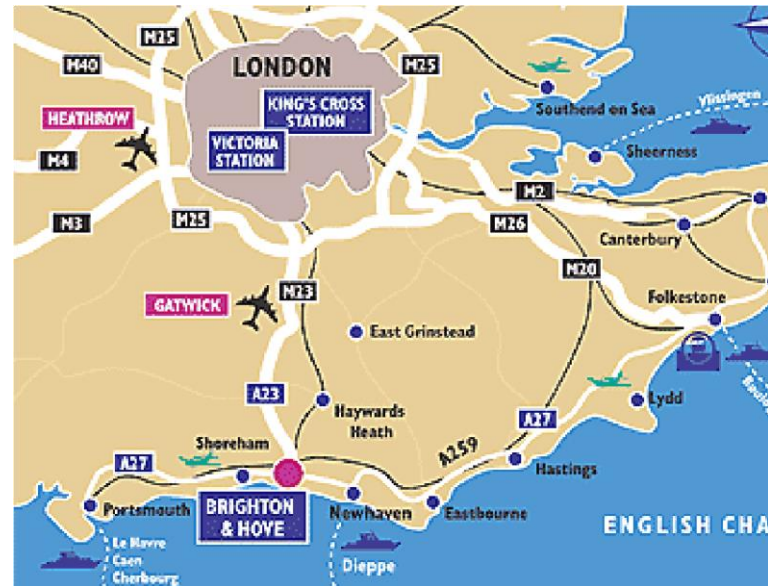 M25
M40
LONDON
M25
KING'S CROSS
STATION
Southend on Sea
Vlissingen
HEATHROW
VICTORIA
STATION
Sheerness
M4
M2
M3
M25
M26
Canterbury
M20
M23
GATWICK
Folkestone
East Grinstead
A23
Haywards
Heath
Lydd
A27
Shoreham
A27
A259
Hastings
Portsmouth
BRIGHTON
& HOVE
Newhaven
Eastbourne
ENGLISH CHA
Le Havre
Caen
Cherbourg
Dieppe